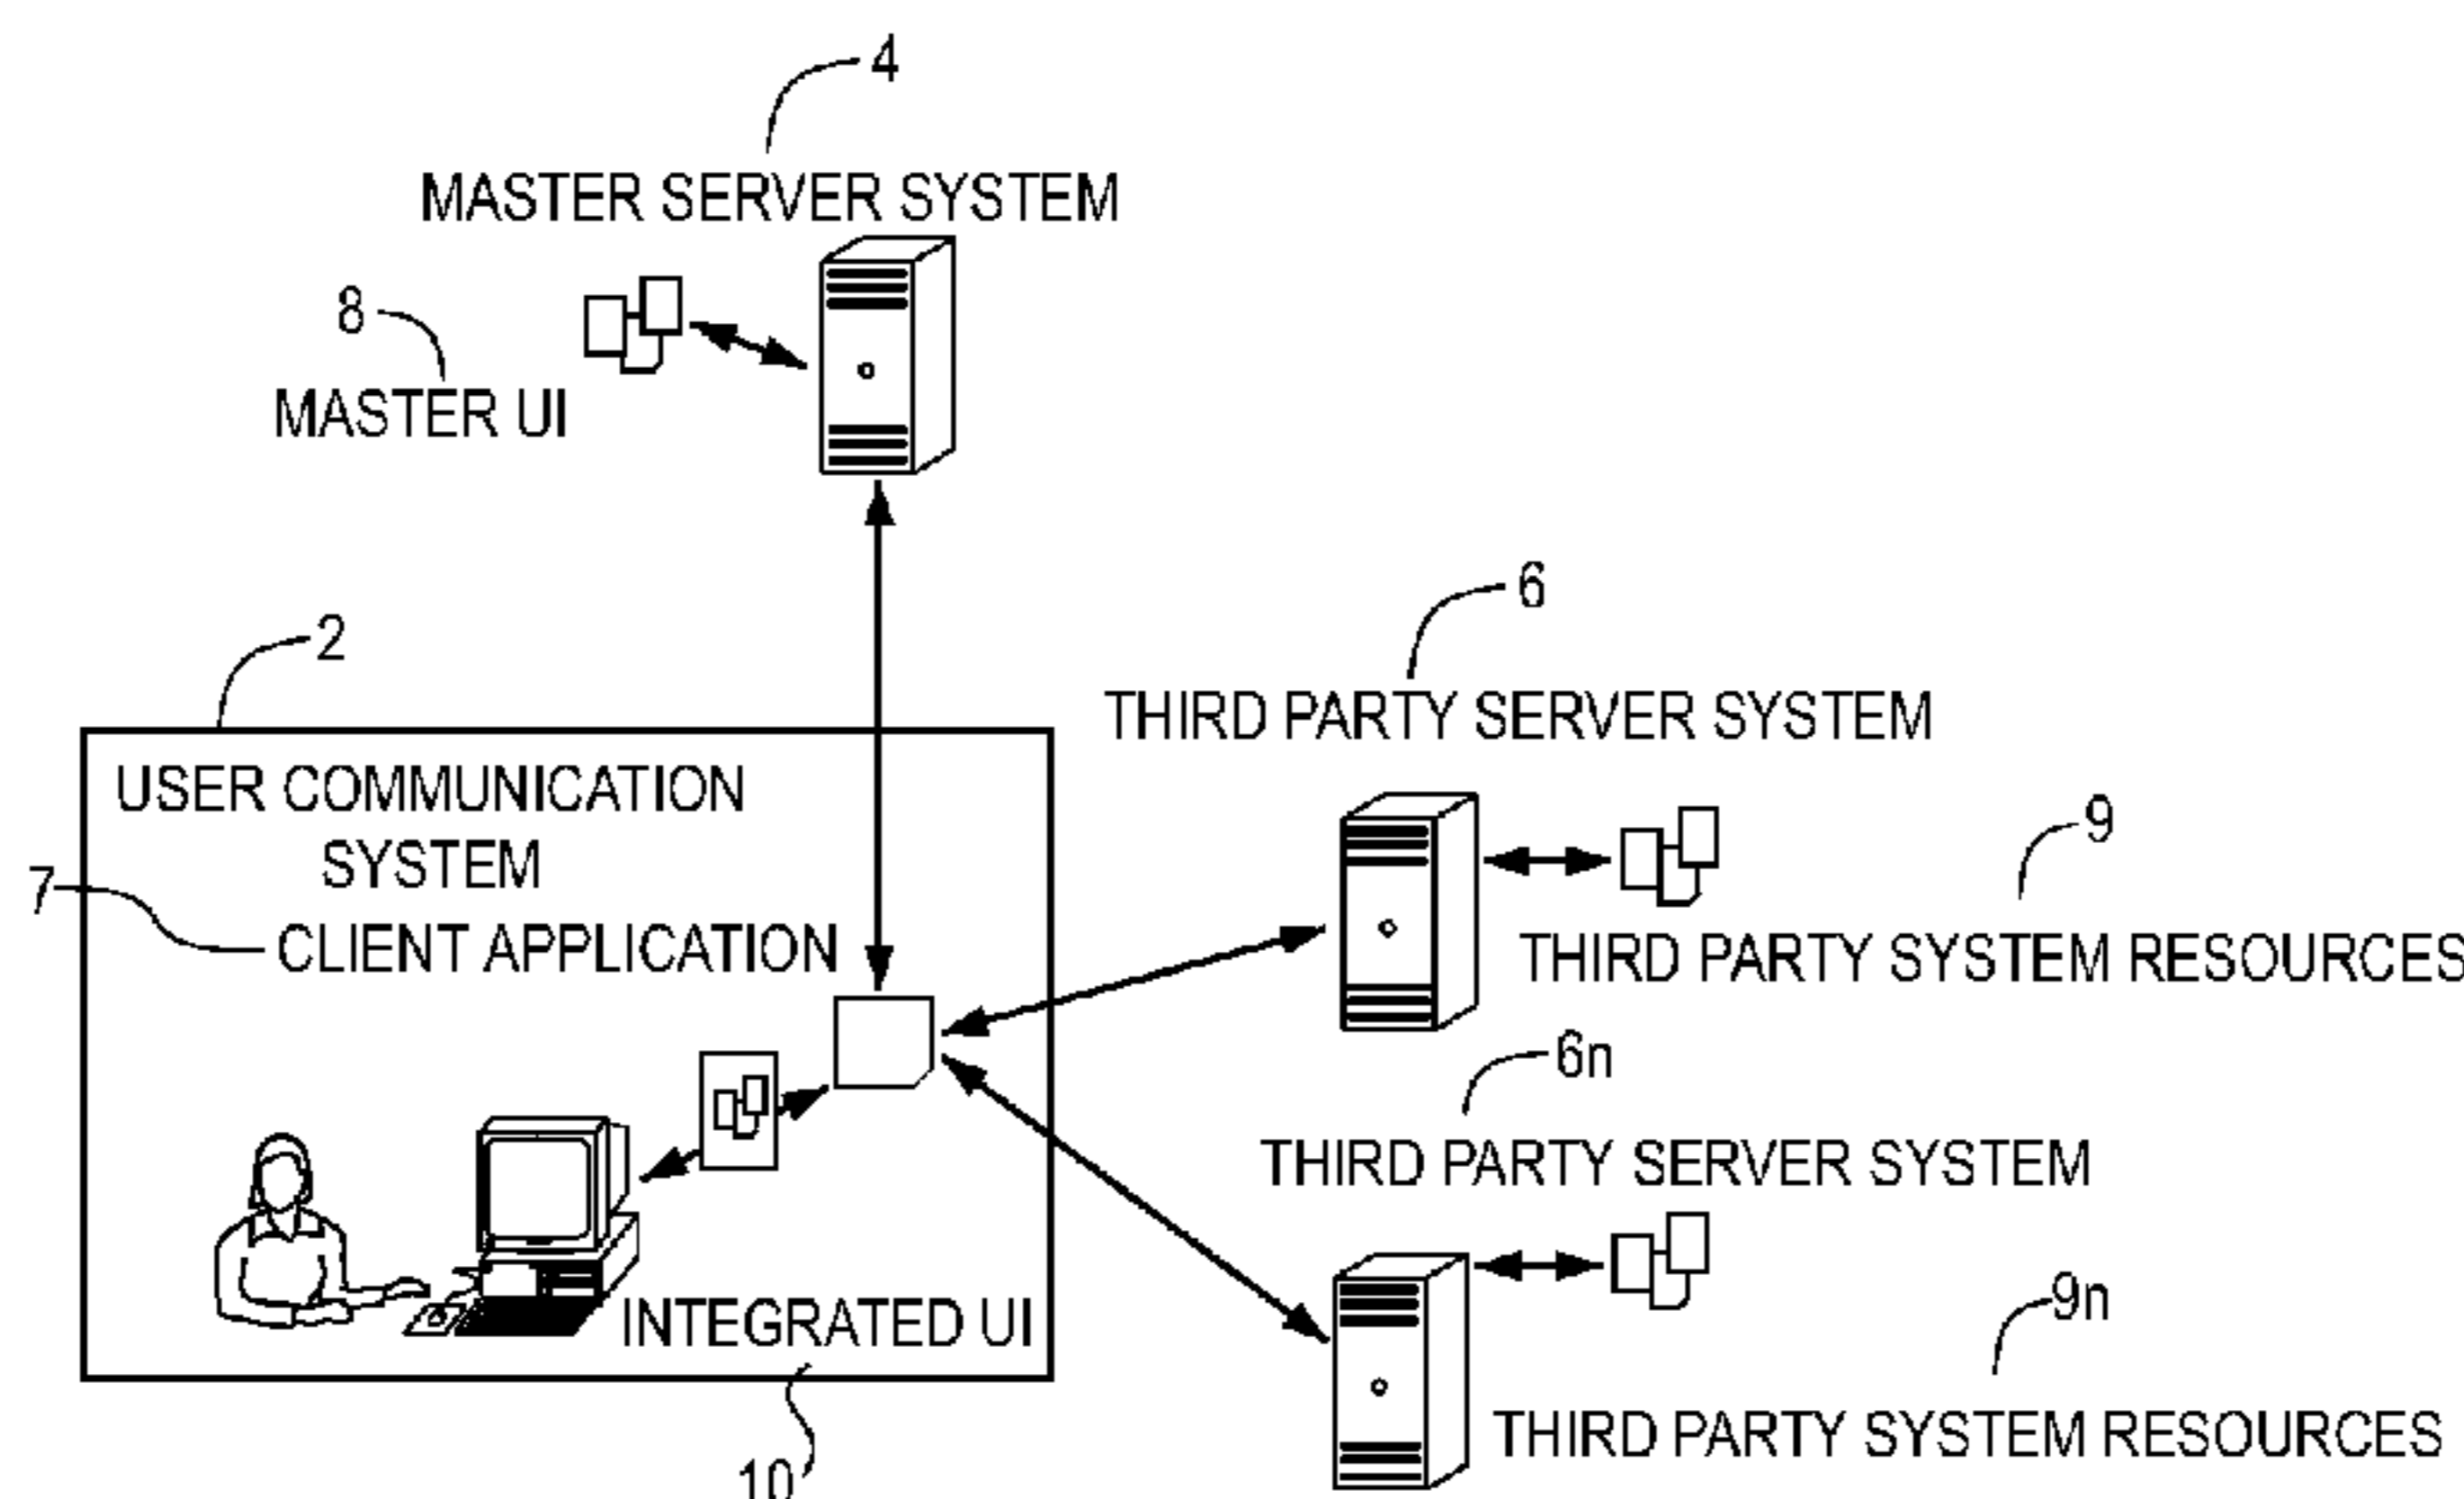 4
MASTER SERVER SYSTEM
8
MASTER UI
6
2
THIRD PARTY SERVER SYSTEM
USER COMMUNICATION
SYSTEM
9
7
CLIENT APPLICATION
THIRD PARTY SYSTEM RESOURCES
6n
THIRD PARTY SERVER SYSTEM
9n
INTEGRATED UI
THIRD PARTY SYSTEM RESOURCES
10